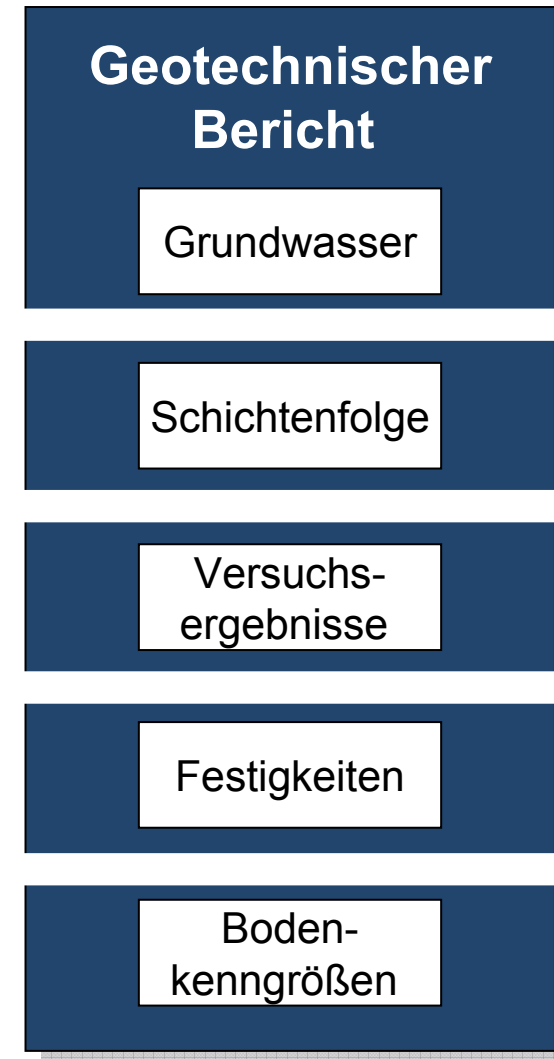 Geotechnischer
Bericht
Grundwasser
Schichtenfolge
Versuchs-
ergebnisse
Festigkeiten
Boden-
kenngrößen